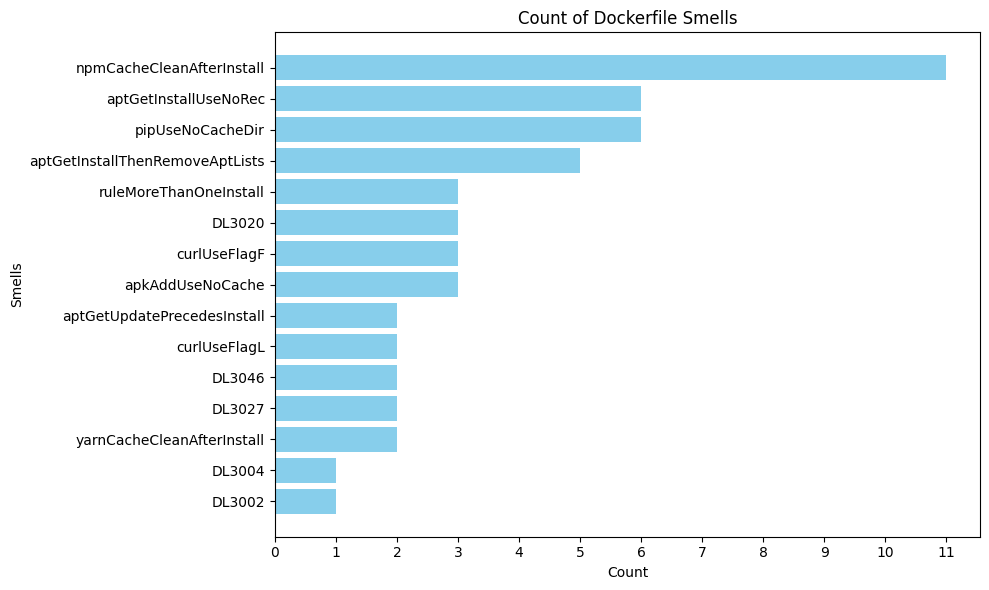 Count of Dockerfile Smells
npmCacheCleanAfterInstall
aptGetInstallUseNoRec
pipUseNoCacheDir
aptGetInstallThenRemoveAptLists
ruleMoreThanOneInstall
DL3020
curlUseFlagF
apkAddUseNoCache
aptGetUpdatePrecedesInstall
curlUseFlagL
DL3046
DL3027
yarnCacheCleanAfterInstall
DL3004
DL3002
Smells
0 1 2 3 4 5 6 7 8 9 10 11
Count